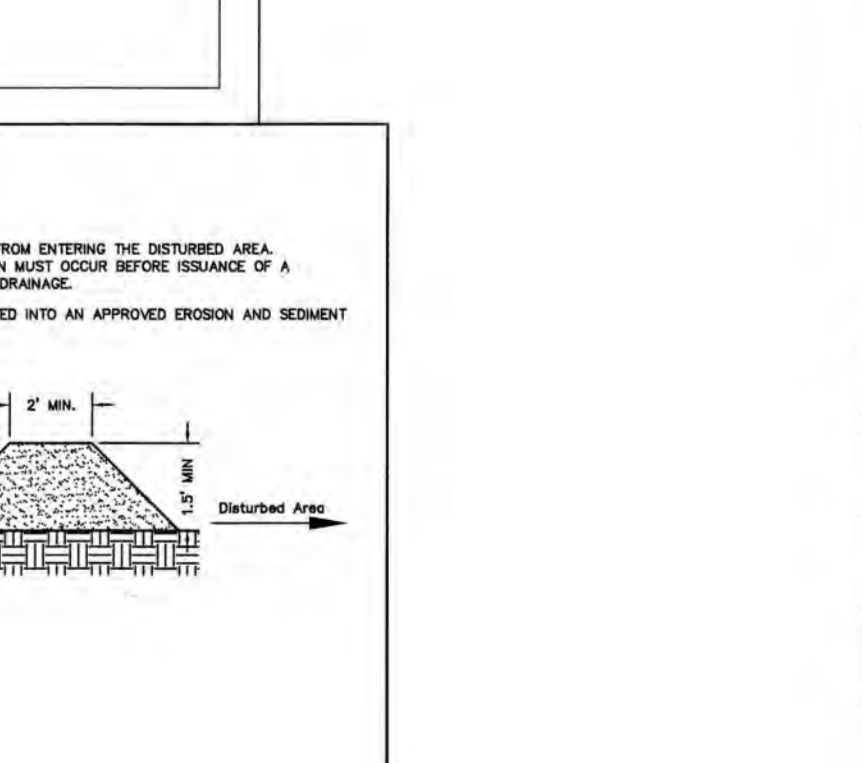 FROM ENTERING THE DISTURBED AREA.
MUST OCCUR BEFORE ISSUANCE OF A
DRAINAGE.
INTO AN APPROVED EROSION AND SEDIMENT
2' MIN.
1.5' MIN
Disturbed Area